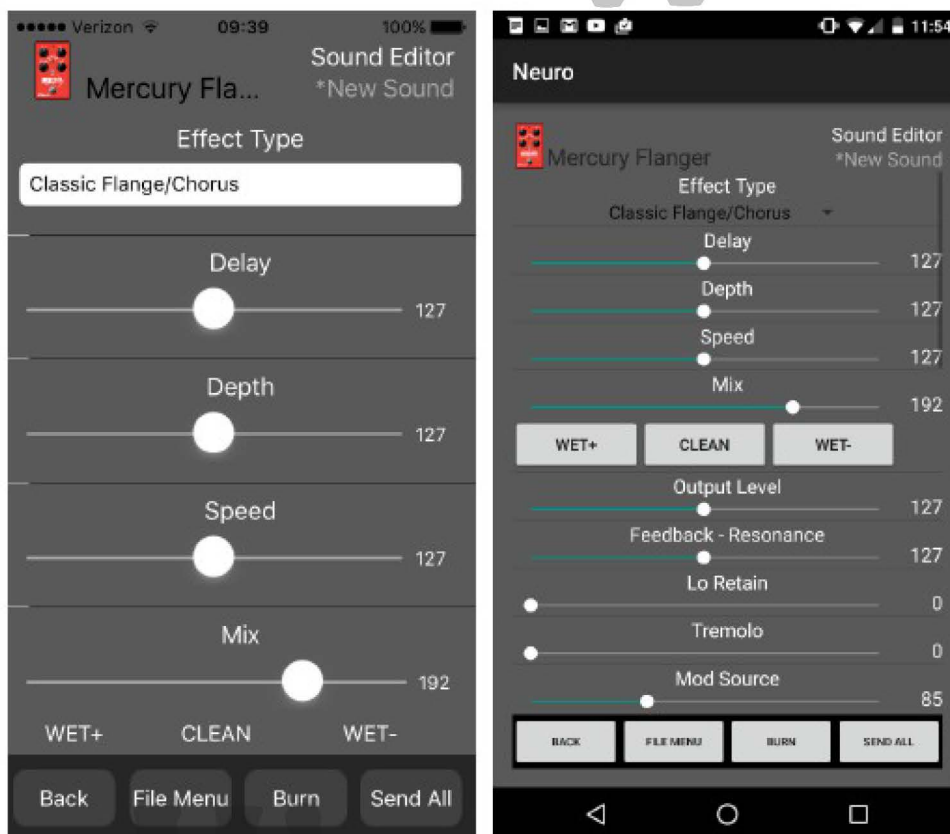 Verizon 09:39 100%
Sound Editor
Mercury Fla... *New Sound
Effect Type
Classic Flange/Chorus
Delay
127
Depth
127
Speed
127
Mix
192
WET+ CLEAN WET-
Back File Menu Burn Send All
11:54
Neuro
Sound Editor
Mercury Flanger *New Sound
Effect Type
Classic Flange/Chorus
Delay
127
Depth
127
Speed
127
Mix
192
WET+ CLEAN WET-
Output Level
127
Feedback - Resonance
127
Lo Retain
0
Tremolo
0
Mod Source
85
BACK FILE MENU BURN SEND ALL